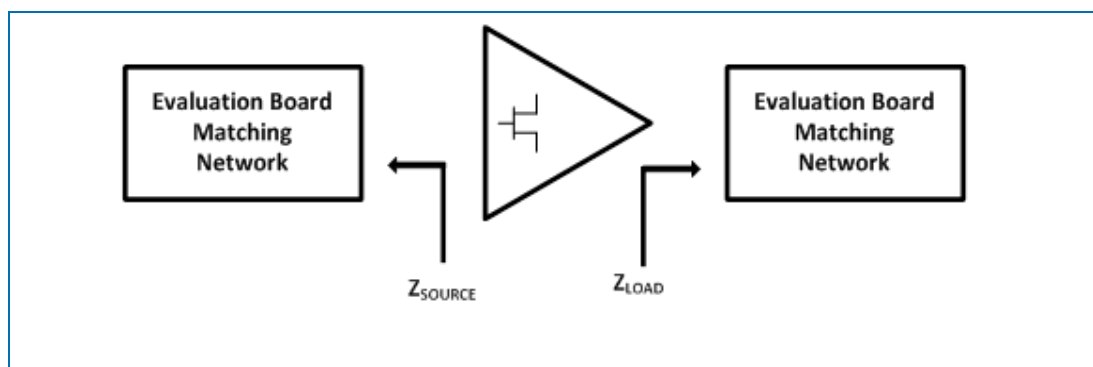 Evaluation Board
Matching
Network
Evaluation Board
Matching
Network
ZSOURCE
ZLOAD